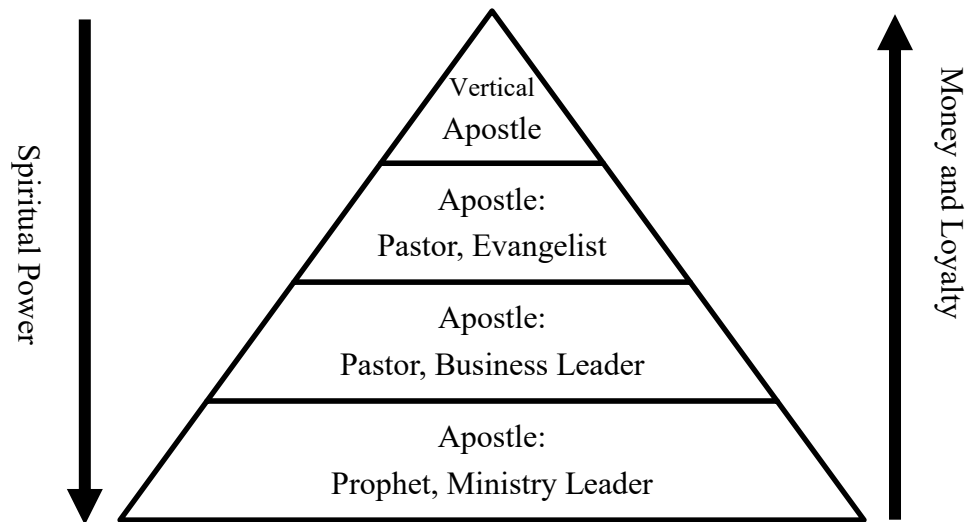 Vertical
Apostle
Apostle:
Pastor, Evangelist
Apostle:
Pastor, Business Leader
Apostle:
Prophet, Ministry Leader
Spiritual Power
Money and Loyalty